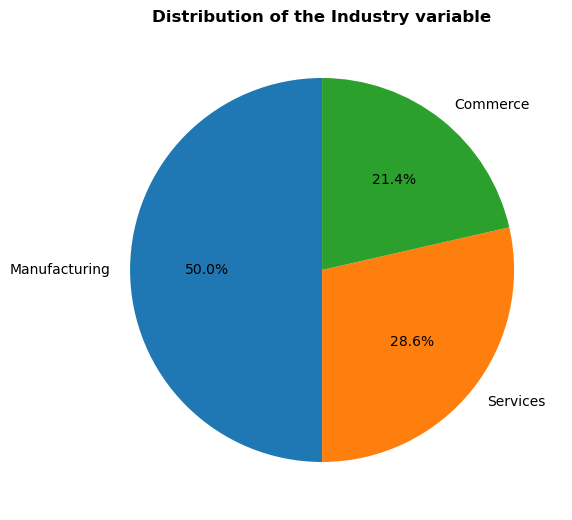 Distribution of the Industry variable
Commerce
21.4%
Manufacturing
50.0%
28.6%
Services